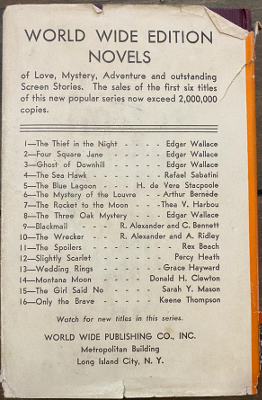 WORLD WIDE EDITION
NOVELS
of Love, Mystery, Adventure and outstanding
Screen Stories. The sales of the first six titles
of this new popular series now exceed 2,000,000
copies.
1—The Thief in the Night - - - - Edgar Wallace
2—Four Square Jane - - - - - Edgar Wallace
3—Ghost of Downhill - - - - - Edgar Wallace
4—The Sea Hawk - - - - - Rafael Sabatini
5—The Blue Lagoon - - - H. de Vere Stacpoole
6—The Mystery of the Louvre - - Arthur Bernede
7—The Rocket to the Moon - - -Thea V. Harbou
8—The Three Oak Mystery - - - Edgar Wallace
9—Blackmail - - - R. Alexander and C. Bennett
10—The Wrecker - - R. Alexander and A. Ridley
11—The Spoilers - - - - - - Rex Beach
12—Slightly Scarlet - - - - - Percy Heath
13—Wedding Rings - - - - Grace Hayward
14—Montana Moon - - - - Donald H. Clewton
15—The Girl Said No - - - - Sarah Y. Mason
16—Only the Brave - - - - - Keene Thompson
Watch for new titles in this series.
WORLD WIDE PUBLISHING CO., INC.
Metropolitan Building
Long Island City, N. Y.